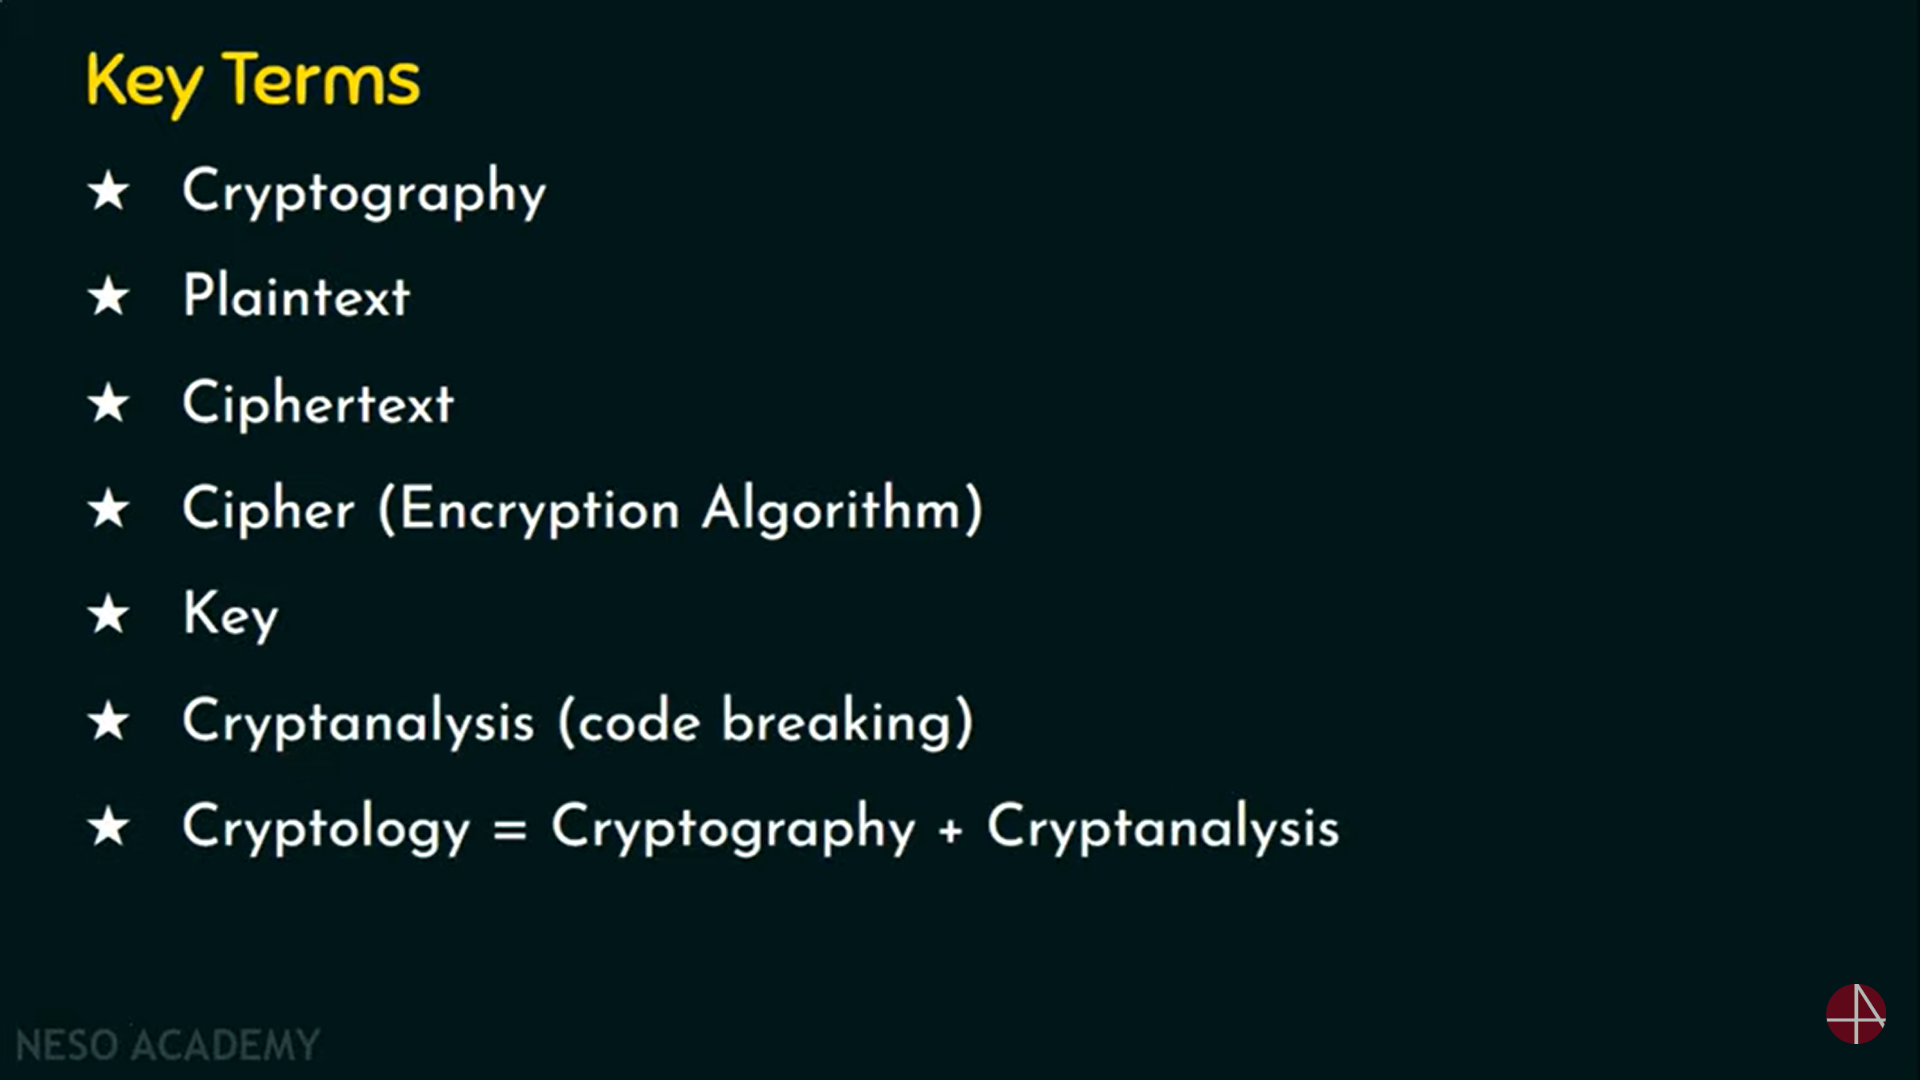 Key Terms
★ Cryptography
★ Plaintext
★ Ciphertext
★ Cipher (Encryption Algorithm)
★ Key
★ Cryptanalysis (code breaking)
★ Cryptology = Cryptography + Cryptanalysis
NESO ACADEMY